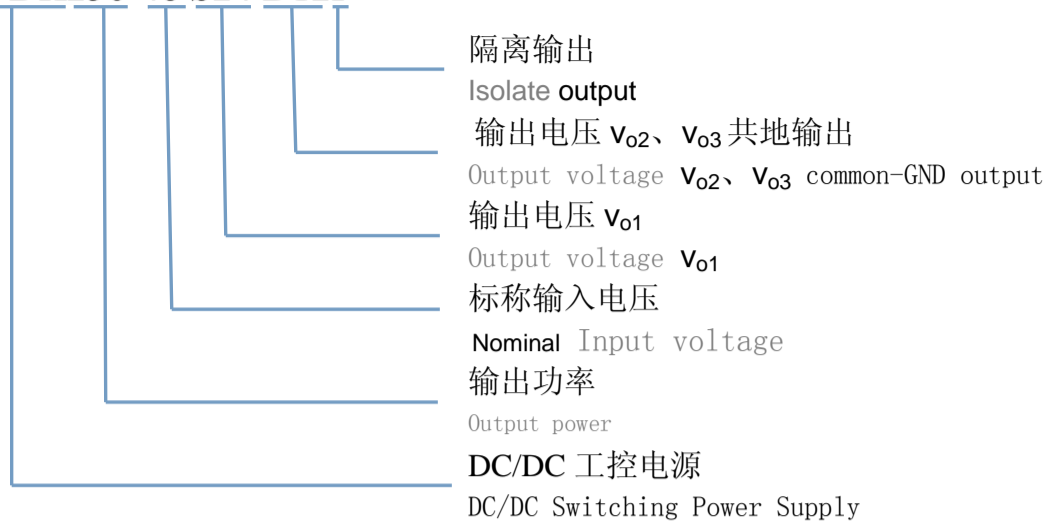 隔离输出
Isolate output
输出电压 Vo2、Vo3 共地输出
Output voltage Vo2、Vo3 common-GND output
输出电压 Vo1
Output voltage Vo1
标称输入电压
Nominal Input voltage
输出功率
Output power
DC/DC 工控电源
DC/DC Switching Power Supply